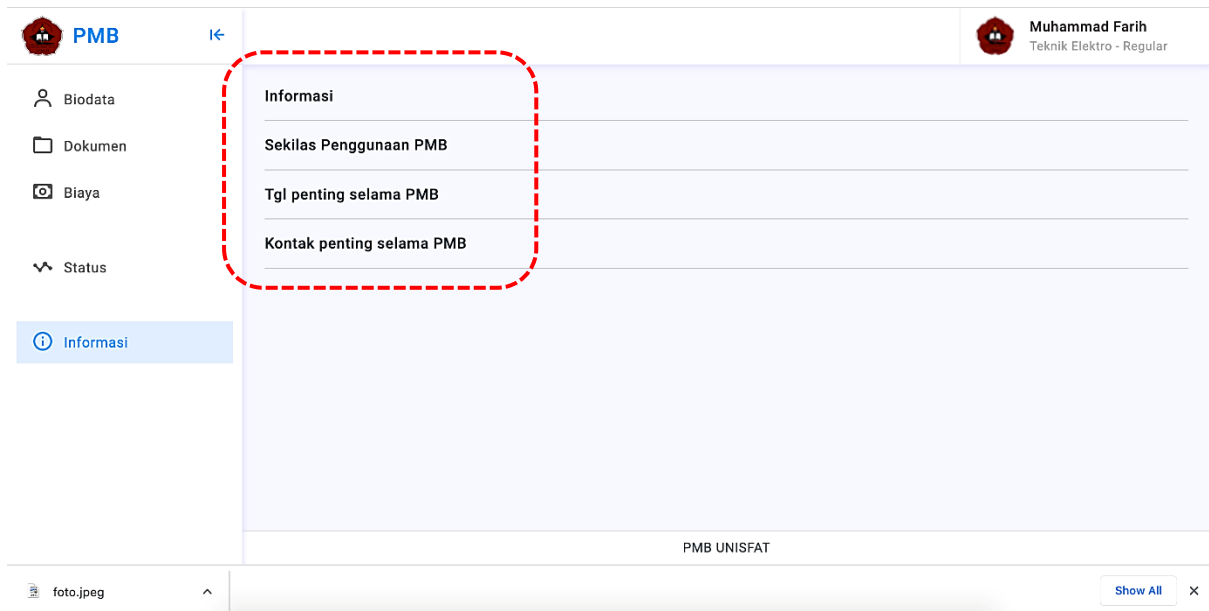 PMB
Muhammad Farih
Teknik Elektro - Regular
Biodata
Dokumen
Biaya
Status
Informasi
Informasi
Sekilas Penggunaan PMB
Tgl penting selama PMB
Kontak penting selama PMB
PMB UNISFAT
foto.jpeg
Show All